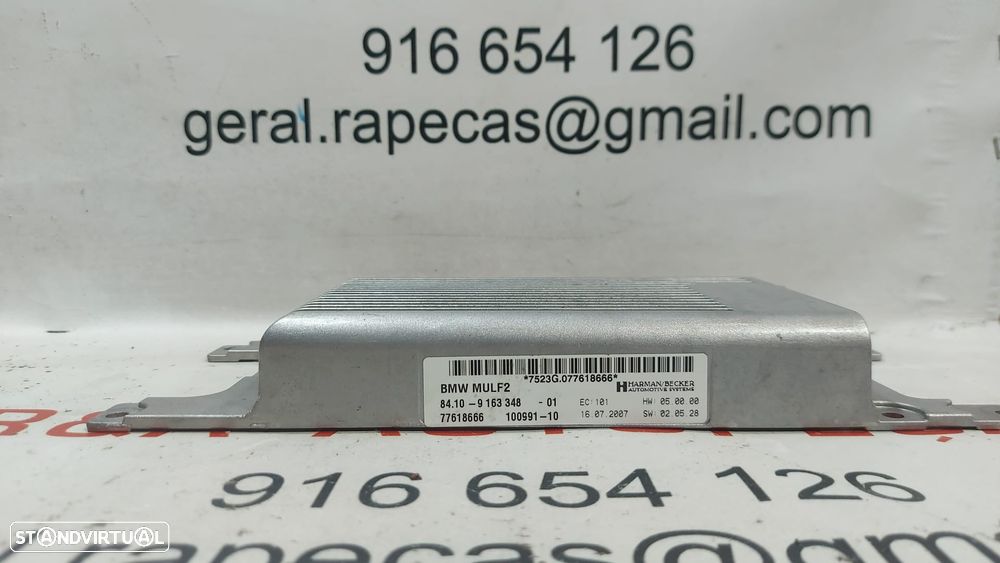 916 654 126
geral.rapecas@gmail.com
*7523G.077618666*
BMW MULF2
HARMAN/BECKER
AUTOMOTIVE SYSTEMS
84.10 - 9 163 348 - 01 EC: 101 HW: 05.00.00
77618666 100991-10 16.07.2007 SW: 02.05.28
916 654 126
rapecas@gmail
STANDVIRTUAL